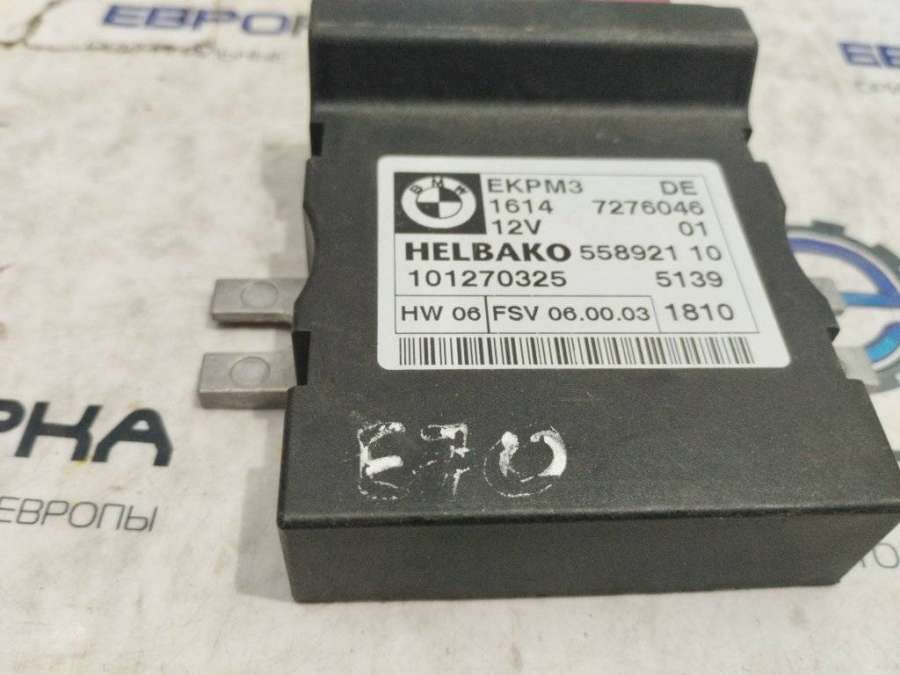 ЕВРО
BMW
EKPM3 DE
1614 7276046
12V 01
HELBAKO 558921 10
101270325 5139
HW 06 FSV 06.00.03 1810
E70
РКА
ЕВРОПЫ